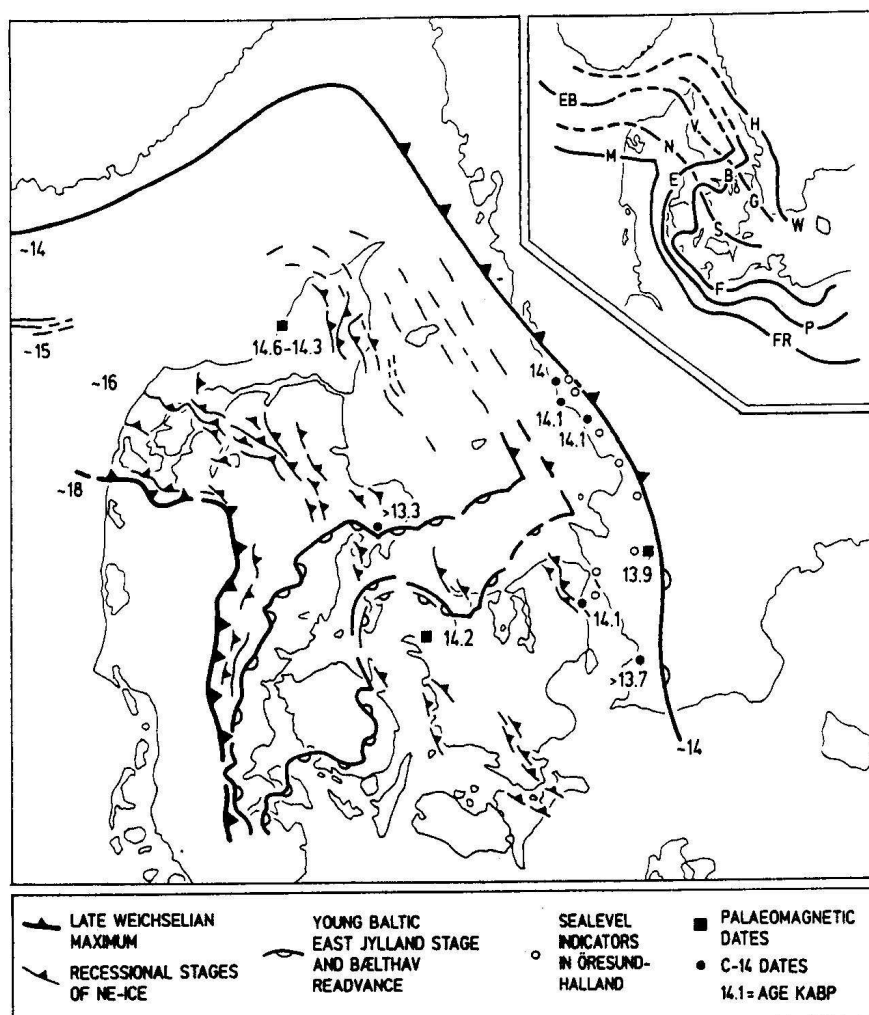 EB
H
V
N
M
E
B
G
W
S
F
P
FR
~14
~15
14.6-14.3
~16
14
14.1
14.1
~18
>13.3
13.9
14.1
14.2
>13.7
~14
LATE WEICHSELIAN
MAXIMUM
RECESSIONAL STAGES
OF NE-ICE
YOUNG BALTIC
EAST JYLLAND STAGE
AND BÆLTHAV
READVANCE
SEALEVEL
INDICATORS
IN ÖRESUND-
HALLAND
PALAEOMAGNETIC
DATES
C-14 DATES
14.1 = AGE KABP